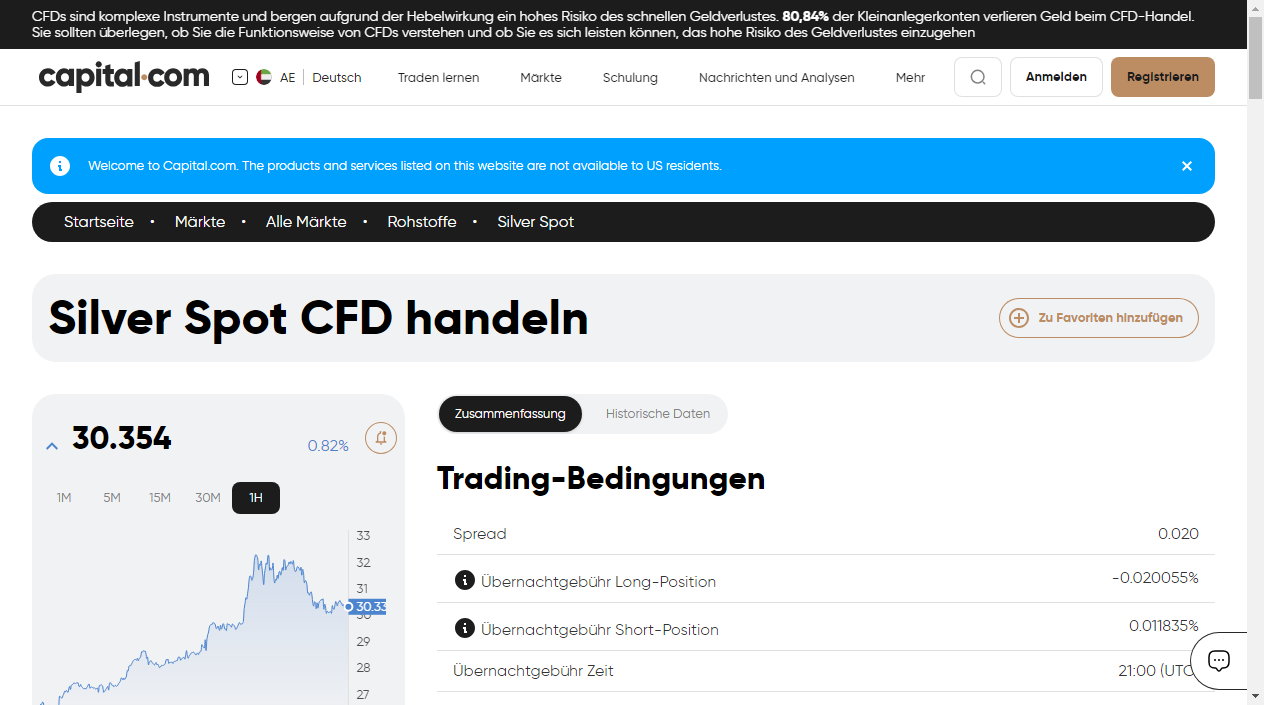 CFDs sind komplexe Instrumente und bergen aufgrund der Hebelwirkung ein hohes Risiko des schnellen Geldverlustes. 80,84% der Kleinanlegerkonten verlieren Geld beim CFD-Handel.
Sie sollten überlegen, ob Sie die Funktionsweise von CFDs verstehen und ob Sie es sich leisten können, das hohe Risiko des Geldverlustes einzugehen
capital.com AE Deutsch Traden lernen Märkte Schulung Nachrichten und Analysen Mehr Anmelden Registrieren
Welcome to Capital.com. The products and services listed on this website are not available to US residents.
Startseite • Märkte • Alle Märkte • Rohstoffe • Silver Spot
Silver Spot CFD handeln
Zu Favoriten hinzufügen
30.354 0.82%
1M 5M 15M 30M 1H
33
32
31
30.33
30
29
28
27
Zusammenfassung Historische Daten
Trading-Bedingungen
Spread 0.020
Übernachtgebühr Long-Position -0.020055%
Übernachtgebühr Short-Position 0.011835%
Übernachtgebühr Zeit 21:00 (UTC